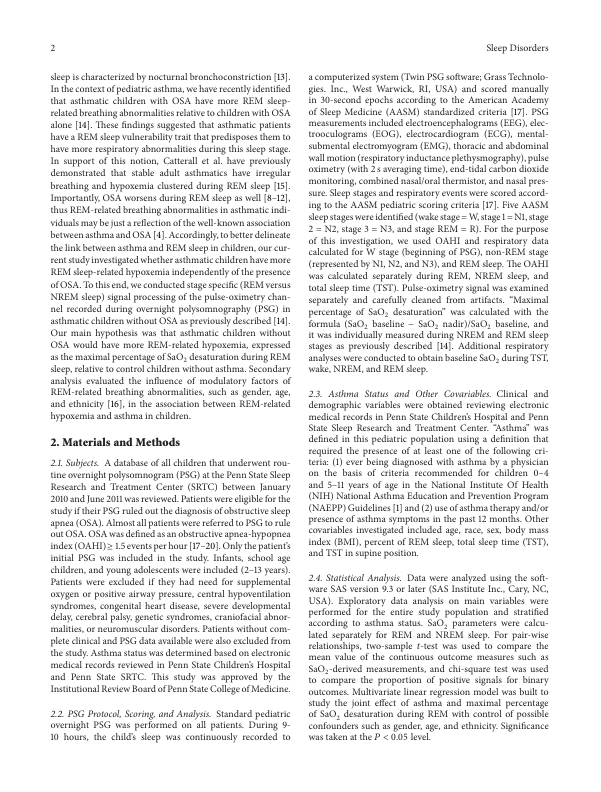 2
Sleep Disorders
sleep is characterized by nocturnal bronchoconstriction [13].
In the context of pediatric asthma, we have recently identified
that asthmatic children with OSA have more REM sleep-
related breathing abnormalities relative to children with OSA
alone [14]. These findings suggested that asthmatic patients
have a REM sleep vulnerability trait that predisposes them to
have more respiratory abnormalities during this sleep stage.
In support of this notion, Catterall et al. have previously
demonstrated that stable adult asthmatics have irregular
breathing and hypoxemia clustered during REM sleep [15].
Importantly, OSA worsens during REM sleep as well [8–12],
thus REM-related breathing abnormalities in asthmatic indi-
viduals may be just a reflection of the well-known association
between asthma and OSA [4]. Accordingly, to better delineate
the link between asthma and REM sleep in children, our cur-
rent study investigated whether asthmatic children have more
REM sleep-related hypoxemia independently of the presence
of OSA. To this end, we conducted stage specific (REM versus
NREM sleep) signal processing of the pulse-oximetry chan-
nel recorded during overnight polysomnography (PSG) in
asthmatic children without OSA as previously described [14].
Our main hypothesis was that asthmatic children without
OSA would have more REM-related hypoxemia, expressed
as the maximal percentage of SaO₂ desaturation during REM
sleep, relative to control children without asthma. Secondary
analysis evaluated the influence of modulatory factors of
REM-related breathing abnormalities, such as gender, age,
and ethnicity [16], in the association between REM-related
hypoxemia and asthma in children.
2. Materials and Methods
2.1. Subjects. A database of all children that underwent rou-
tine overnight polysomnogram (PSG) at the Penn State Sleep
Research and Treatment Center (SRTC) between January
2010 and June 2011 was reviewed. Patients were eligible for the
study if their PSG ruled out the diagnosis of obstructive sleep
apnea (OSA). Almost all patients were referred to PSG to rule
out OSA. OSA was defined as an obstructive apnea-hypopnea
index (OAHI) ≥ 1.5 events per hour [17–20]. Only the patient's
initial PSG was included in the study. Infants, school age
children, and young adolescents were included (2–13 years).
Patients were excluded if they had need for supplemental
oxygen or positive airway pressure, central hypoventilation
syndromes, congenital heart disease, severe developmental
delay, cerebral palsy, genetic syndromes, craniofacial abnor-
malities, or neuromuscular disorders. Patients without com-
plete clinical and PSG data available were also excluded from
the study. Asthma status was determined based on electronic
medical records reviewed in Penn State Children's Hospital
and Penn State SRTC. This study was approved by the
Institutional Review Board of Penn State College of Medicine.
2.2. PSG Protocol, Scoring, and Analysis. Standard pediatric
overnight PSG was performed on all patients. During 9-
10 hours, the child's sleep was continuously recorded to
a computerized system (Twin PSG software; Grass Technolo-
gies. Inc., West Warwick, RI, USA) and scored manually
in 30-second epochs according to the American Academy
of Sleep Medicine (AASM) standardized criteria [17]. PSG
measurements included electroencephalograms (EEG), elec-
trooculograms (EOG), electrocardiogram (ECG), mental-
submental electromyogram (EMG), thoracic and abdominal
wall motion (respiratory inductance plethysmography), pulse
oximetry (with 2 s averaging time), end-tidal carbon dioxide
monitoring, combined nasal/oral thermistor, and nasal pres-
sure. Sleep stages and respiratory events were scored accord-
ing to the AASM pediatric scoring criteria [17]. Five AASM
sleep stages were identified (wake stage = W, stage 1 = N1, stage
2 = N2, stage 3 = N3, and stage REM = R). For the purpose
of this investigation, we used OAHI and respiratory data
calculated for W stage (beginning of PSG), non-REM stage
(represented by N1, N2, and N3), and REM sleep. The OAHI
was calculated separately during REM, NREM sleep, and
total sleep time (TST). Pulse-oximetry signal was examined
separately and carefully cleaned from artifacts. "Maximal
percentage of SaO₂ desaturation" was calculated with the
formula (SaO₂ baseline − SaO₂ nadir)/SaO₂ baseline, and
it was individually measured during NREM and REM sleep
stages as previously described [14]. Additional respiratory
analyses were conducted to obtain baseline SaO₂ during TST,
wake, NREM, and REM sleep.
2.3. Asthma Status and Other Covariables. Clinical and
demographic variables were obtained reviewing electronic
medical records in Penn State Children's Hospital and Penn
State Sleep Research and Treatment Center. "Asthma" was
defined in this pediatric population using a definition that
required the presence of at least one of the following cri-
teria: (1) ever being diagnosed with asthma by a physician
on the basis of criteria recommended for children 0–4
and 5–11 years of age in the National Institute Of Health
(NIH) National Asthma Education and Prevention Program
(NAEPP) Guidelines [1] and (2) use of asthma therapy and/or
presence of asthma symptoms in the past 12 months. Other
covariables investigated included age, race, sex, body mass
index (BMI), percent of REM sleep, total sleep time (TST),
and TST in supine position.
2.4. Statistical Analysis. Data were analyzed using the soft-
ware SAS version 9.3 or later (SAS Institute Inc., Cary, NC,
USA). Exploratory data analysis on main variables were
performed for the entire study population and stratified
according to asthma status. SaO₂ parameters were calcu-
lated separately for REM and NREM sleep. For pair-wise
relationships, two-sample t-test was used to compare the
mean value of the continuous outcome measures such as
SaO₂-derived measurements, and chi-square test was used
to compare the proportion of positive signals for binary
outcomes. Multivariate linear regression model was built to
study the joint effect of asthma and maximal percentage
of SaO₂ desaturation during REM with control of possible
confounders such as gender, age, and ethnicity. Significance
was taken at the P < 0.05 level.